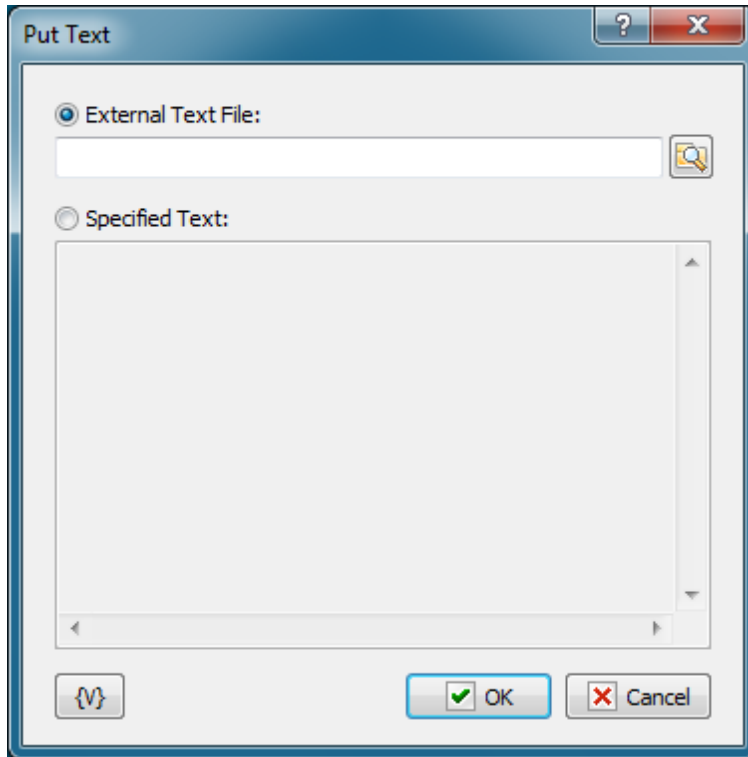 Put Text
?
External Text File:
Specified Text:
{V}
OK
Cancel